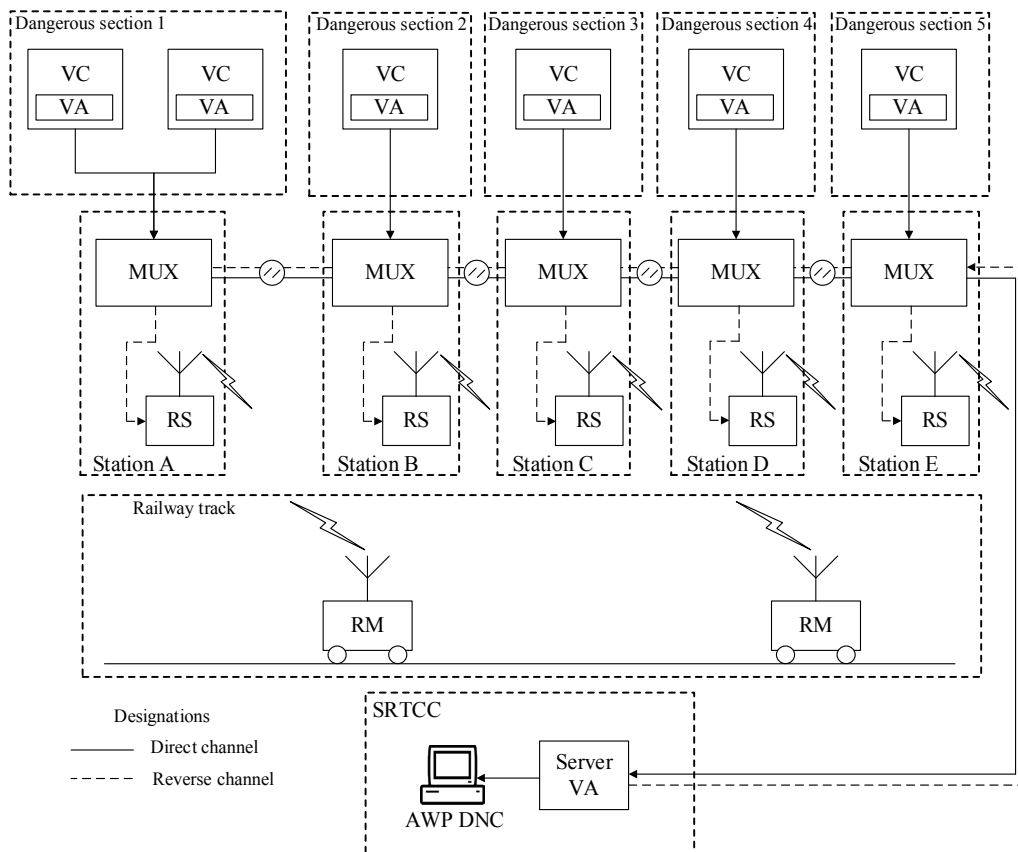 Dangerous section 1
Dangerous section 2
Dangerous section 3
Dangerous section 4
Dangerous section 5
VC
VA
VC
VA
VC
VA
VC
VA
VC
VA
VC
VA
MUX
MUX
MUX
MUX
MUX
RS
RS
RS
RS
RS
Station A
Station B
Station C
Station D
Station E
Railway track
RM
RM
SRTCC
Designations
Direct channel
Reverse channel
Server
VA
AWP DNC